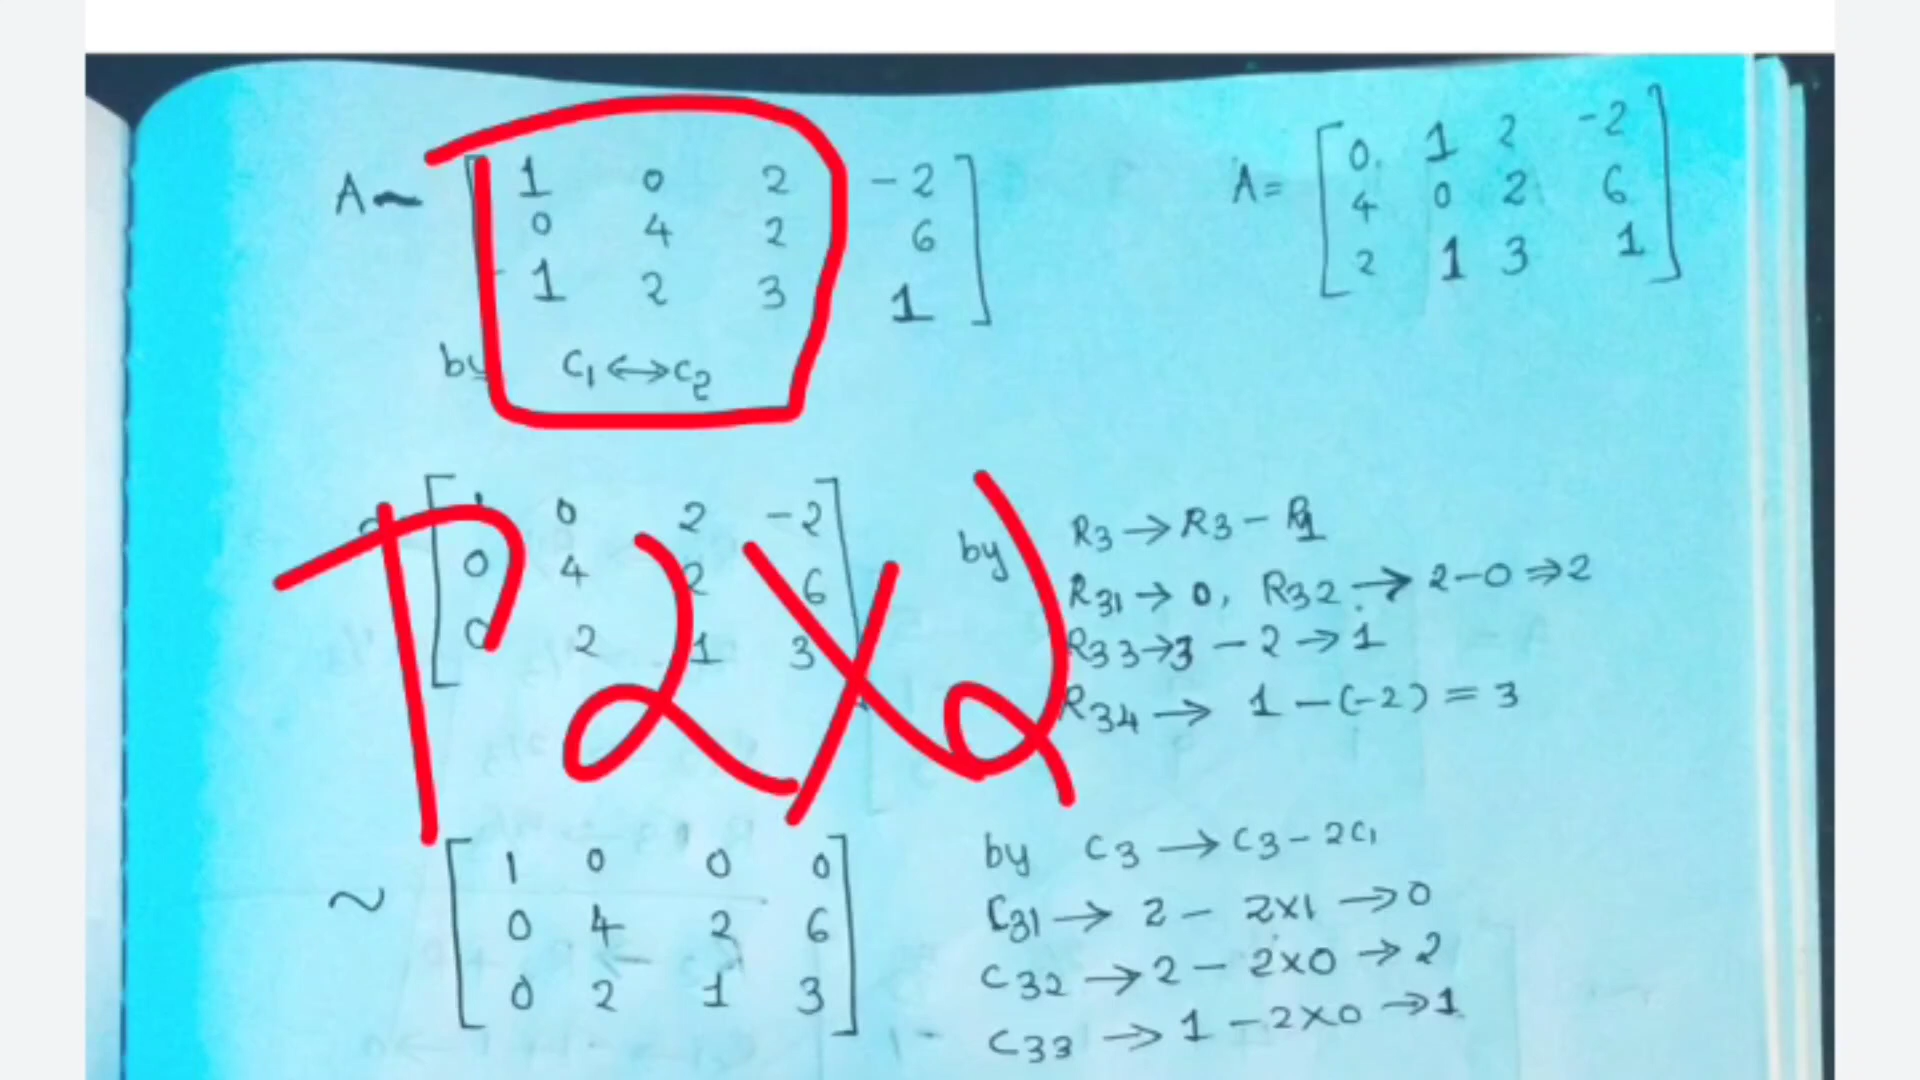 A ~ [ 1 0 2 -2
0 4 2 6
1 2 3 1 ]
by C1 ↔ C2
A = [ 0 1 2 -2
4 0 2 6
2 1 3 1 ]
[ 1 0 2 -2
0 4 2 6
0 2 1 3 ]
by R3 → R3 - R1
R31 → 0, R32 → 2-0 ⇒ 2
R33 → 3 - 2 → 1
R34 → 1 - (-2) = 3
~ [ 1 0 0 0
0 4 2 6
0 2 1 3 ]
by C3 → C3 - 2C1
C31 → 2 - 2x1 → 0
C32 → 2 - 2x0 → 2
C33 → 1 - 2x0 → 1